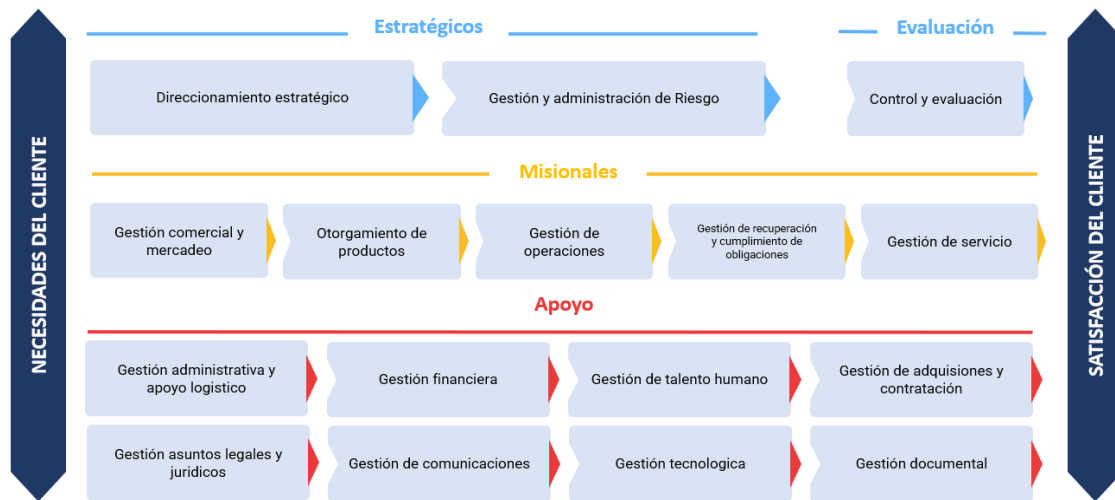 NECESIDADES DEL CLIENTE
Estratégicos
Evaluación
Direccionamiento estratégico
Gestión y administración de Riesgo
Control y evaluación
Misionales
Gestión comercial y
mercadeo
Otorgamiento de
productos
Gestión de
operaciones
Gestión de recuperación
y cumplimiento de
obligaciones
Gestión de servicio
Apoyo
Gestión administrativa y
apoyo logistico
Gestión financiera
Gestión de talento humano
Gestión de adquisiciones y
contratación
Gestión asuntos legales y
juridicos
Gestión de comunicaciones
Gestión tecnologica
Gestión documental
SATISFACCIÓN DEL CLIENTE